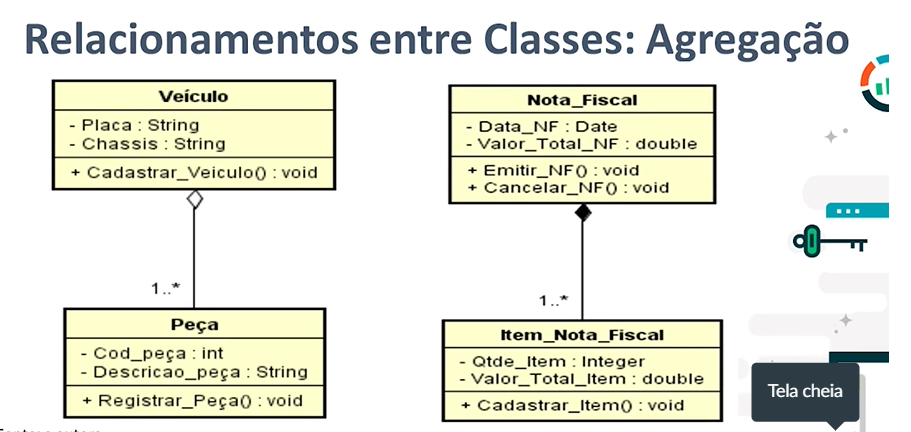 Relacionamentos entre Classes: Agregação
Veículo
- Placa : String
- Chassis : String
+ Cadastrar_Veiculo() : void
1..*
Peça
- Cod_peça : int
- Descricao_peça : String
+ Registrar_Peça() : void
Nota_Fiscal
- Data_NF : Date
- Valor_Total_NF : double
+ Emitir_NF() : void
+ Cancelar_NF() : void
1..*
Item_Nota_Fiscal
- Qtde_Item : Integer
- Valor_Total_Item : double
+ Cadastrar_Item() : void
Tela cheia